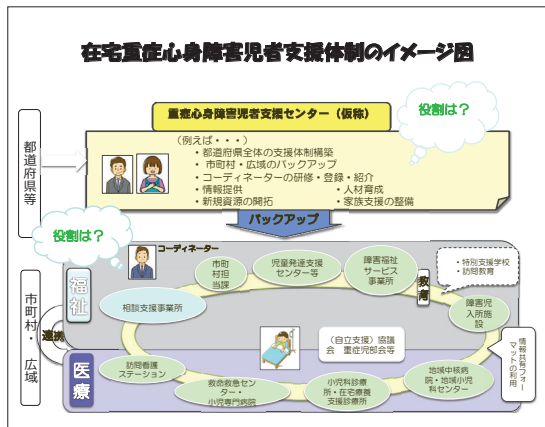 在宅重症心身障害児者支援体制のイメージ図
重症心身障害児者支援センター（仮称）
役割は？
都道府県等
（例えば・・・）
・都道府県全体の支援体制構築
・市町村・広域のバックアップ
・コーディネーターの研修・登録・紹介
・情報提供
・人材育成
・新規資源の開拓
・家族支援の整備
バックアップ
役割は？
コーディネーター
市町村・広域
連携
福祉
相談支援事業所
市町
村担
当課
児童発達支援
センター等
障害福祉
サービス
事業所
教育
・特別支援学校
・訪問教育
障害児
入所施
設
（自立支援）協議
会　重症児部会等
情報共有フォー
マットの利用
医療
訪問看護
ステーション
救命救急セン
ター・
小児専門病院
小児科診療
所・在宅療養
支援診療所
地域中核病
院・地域小児
科センター